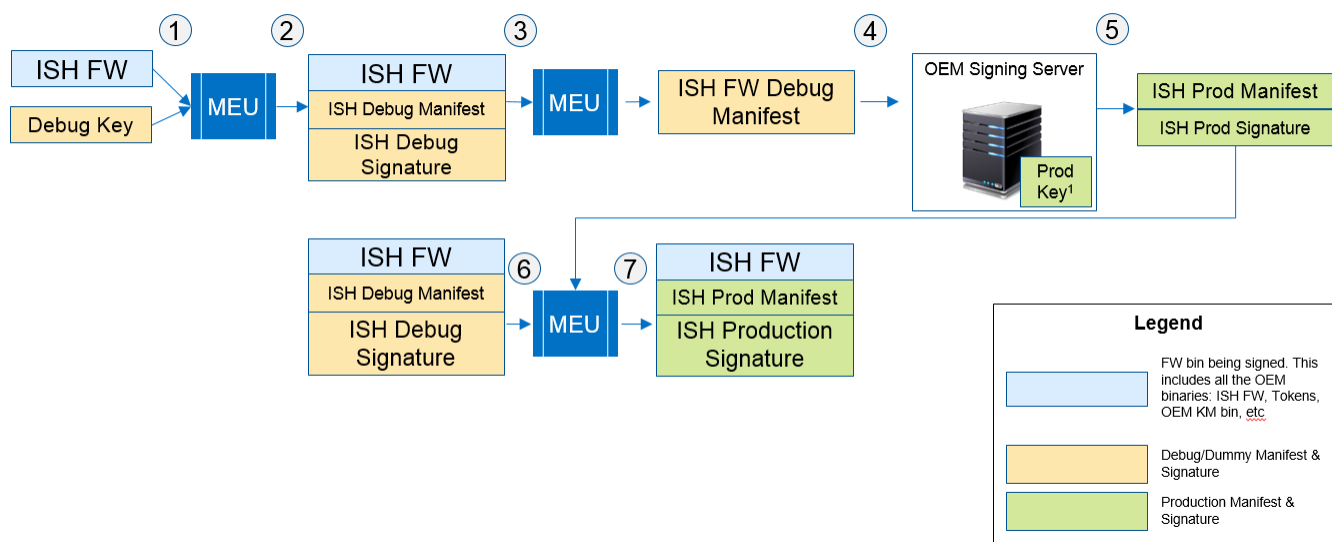 1
2
3
4
5
ISH FW
Debug Key
MEU
ISH FW
ISH Debug Manifest
ISH Debug
Signature
MEU
ISH FW Debug
Manifest
OEM Signing Server
Prod
Key¹
ISH Prod Manifest
ISH Prod Signature
ISH FW
ISH Debug Manifest
ISH Debug
Signature
6
MEU
7
ISH FW
ISH Prod Manifest
ISH Production
Signature
Legend
FW bin being signed. This
includes all the OEM
binaries: ISH FW, Tokens,
OEM KM bin, etc
Debug/Dummy Manifest &
Signature
Production Manifest &
Signature